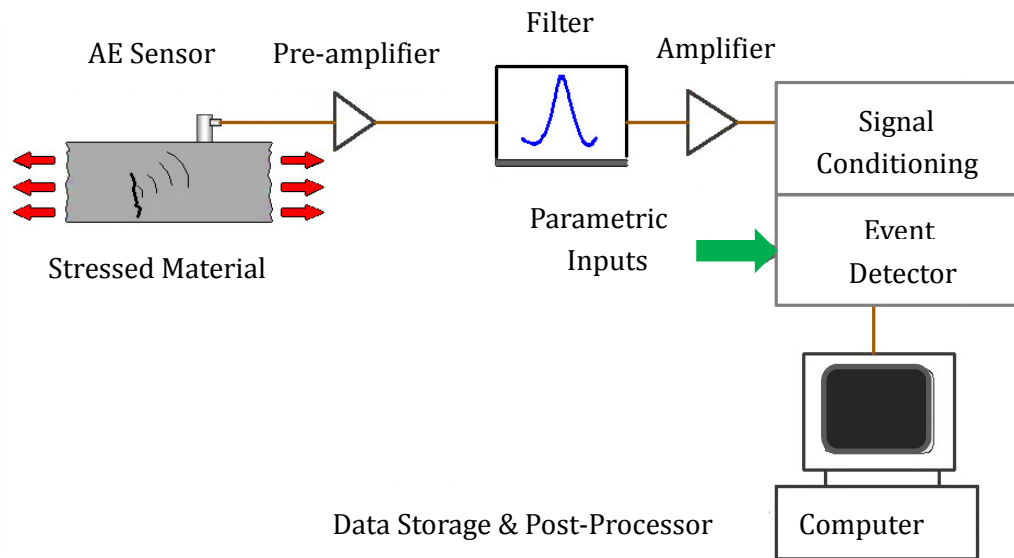 Filter
AE Sensor
Pre-amplifier
Amplifier
Signal
Conditioning
Parametric
Inputs
Event
Detector
Stressed Material
Data Storage & Post-Processor
Computer